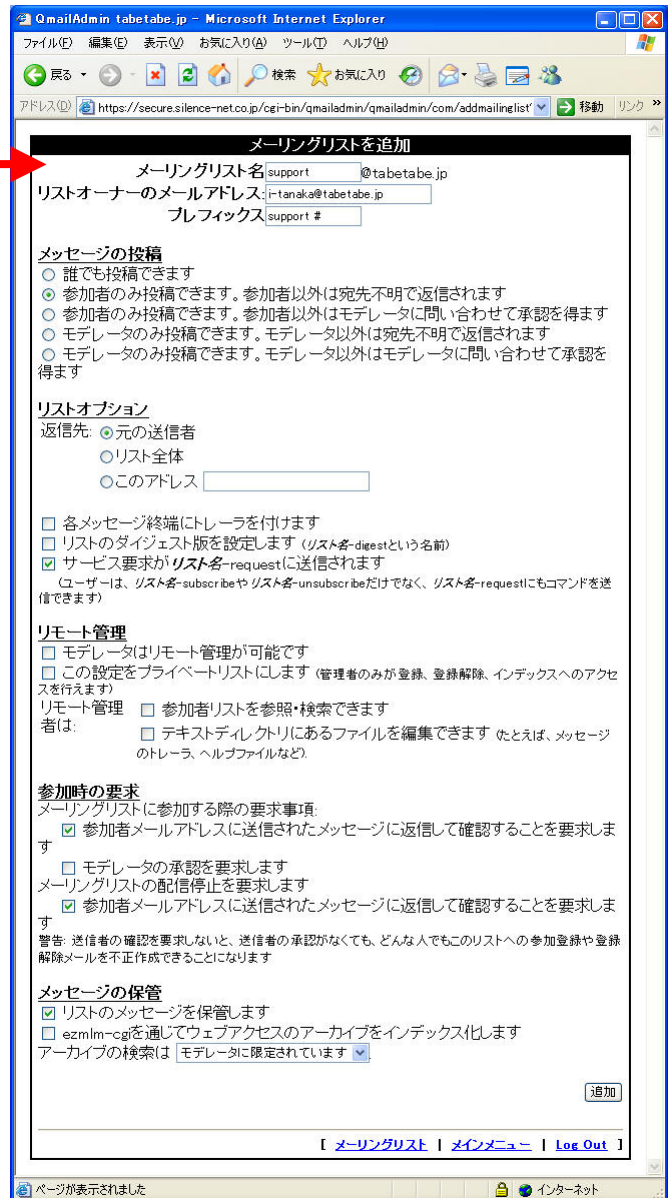 QmailAdmin tabetabe.jp - Microsoft Internet Explorer
ファイル(F) 編集(E) 表示(V) お気に入り(A) ツール(T) ヘルプ(H)
戻る 検索 お気に入り
アドレス(D) https://secure.silence-net.co.jp/cgi-bin/qmailadmin/qmailadmin/com/addmailinglist 移動 リンク »
メーリングリストを追加
メーリングリスト名 support @tabetabe.jp
リストオーナーのメールアドレス: i-tanaka@tabetabe.jp
プレフィックス support #
メッセージの投稿
誰でも投稿できます
参加者のみ投稿できます。参加者以外は宛先不明で返信されます
参加者のみ投稿できます。参加者以外はモデレータに問い合わせて承認を得ます
モデレータのみ投稿できます。モデレータ以外は宛先不明で返信されます
モデレータのみ投稿できます。モデレータ以外はモデレータに問い合わせて承認を
得ます
リストオプション
返信先: 元の送信者
リスト全体
このアドレス
各メッセージ終端にトレーラを付けます
リストのダイジェスト版を設定します (リスト名-digestという名前)
サービス要求がリスト名-requestに送信されます
(ユーザーは、リスト名-subscribeやリスト名-unsubscribeだけでなく、リスト名-requestにもコマンドを送
信できます)
リモート管理
モデレータはリモート管理が可能です
この設定をプライベートリストにします (管理者のみが登録、登録解除、インデックスへのアクセ
スを行えます)
リモート管理 参加者リストを参照・検索できます
者は: テキストディレクトリにあるファイルを編集できます (たとえば、メッセージ
のトレーラ、ヘルプファイルなど).
参加時の要求
メーリングリストに参加する際の要求事項:
参加者メールアドレスに送信されたメッセージに返信して確認することを要求しま
す
モデレータの承認を要求します
メーリングリストの配信停止を要求します
参加者メールアドレスに送信されたメッセージに返信して確認することを要求しま
す
警告: 送信者の確認を要求しないと、送信者の承認がなくても、どんな人でもこのリストへの参加登録や登録
解除メールを不正作成できることになります
メッセージの保管
リストのメッセージを保管します
ezmlm-cgiを通じてウェブアクセスのアーカイブをインデックス化します
アーカイブの検索は モデレータに限定されています .
追加
[ メーリングリスト | メインメニュー | Log Out ]
ページが表示されました インターネット